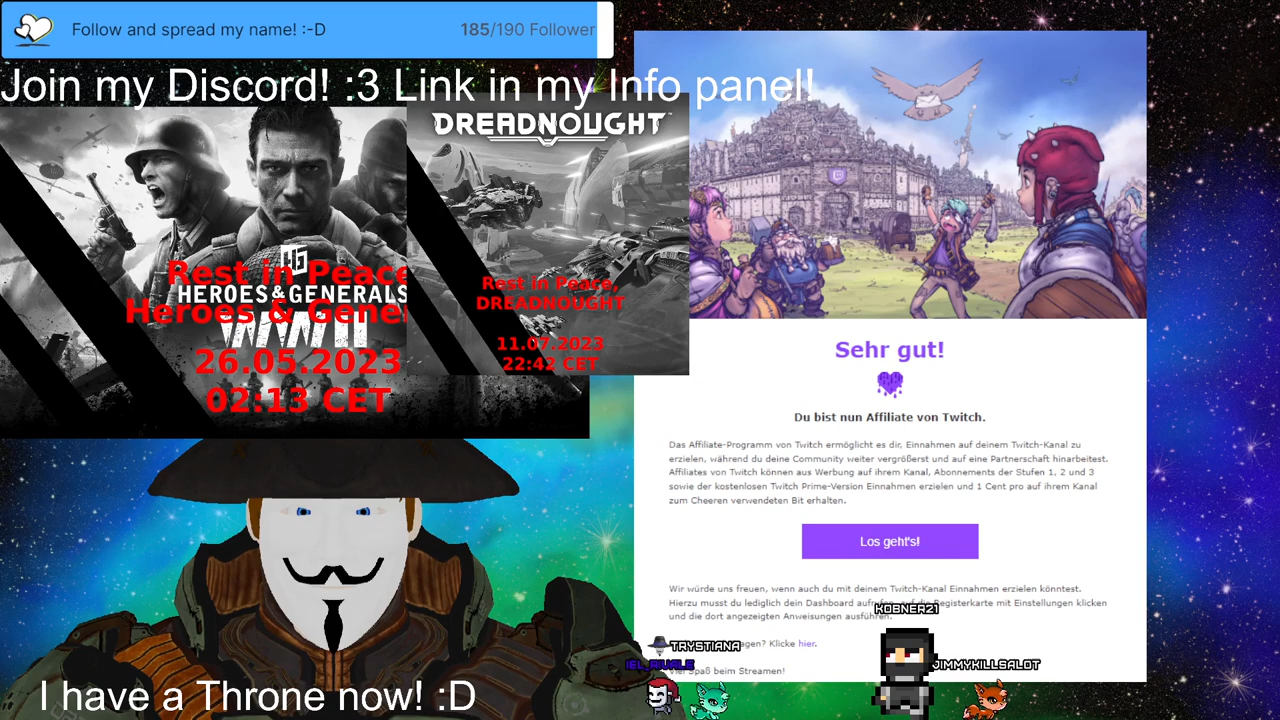 Follow and spread my name! :-D
185/190 Follower
Join my Discord! :3 Link in my Info panel!
DREADNOUGHT
Rest in Peace
HEROES & GENERALS
Heroes & Gene
WWII
26.05.2023
02:13 CET
Rest in Peace,
DREADNOUGHT
11.07.2023
22:42 CET
Sehr gut!
Du bist nun Affiliate von Twitch.
Das Affiliate-Programm von Twitch ermöglicht es dir, Einnahmen auf deinem Twitch-Kanal zu
erzielen, während du deine Community weiter vergrößerst und auf eine Partnerschaft hinarbeitest.
Affiliates von Twitch können aus Werbung auf ihrem Kanal, Abonnements der Stufen 1, 2 und 3
sowie der kostenlosen Twitch Prime-Version Einnahmen erzielen und 1 Cent pro auf ihrem Kanal
zum Cheeren verwendeten Bit erhalten.
Los geht's!
Wir würde uns freuen, wenn auch du mit deinem Twitch-Kanal Einnahmen erzielen könntest.
Hierzu musst du lediglich dein Dashboard auf die Registerkarte mit Einstellungen klicken
und die dort angezeigten Anweisungen ausführen.
KOBNER21
Klicke hier.
TRYSTIANA
JIMMYKILLSALOT
Spaß beim Streamen!
I have a Throne now! :D